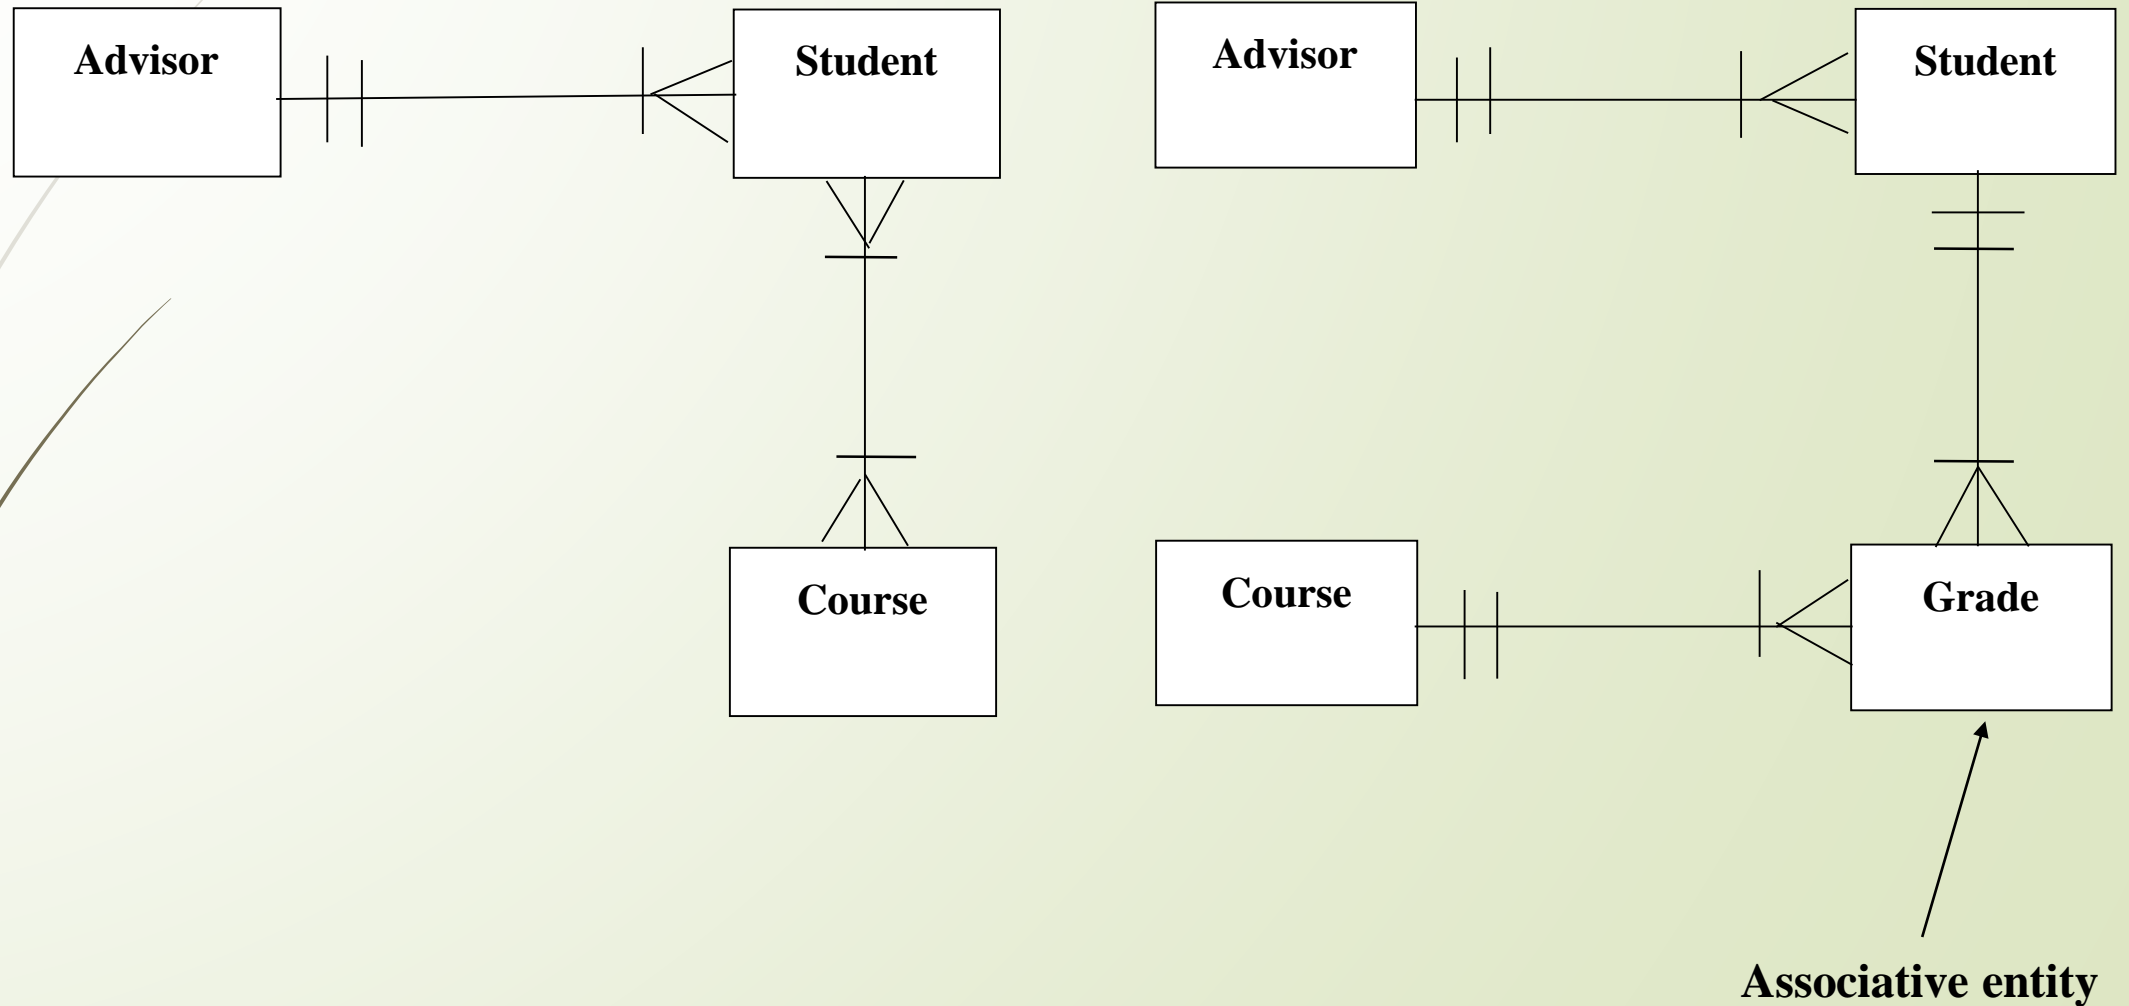 Advisor
Student
Course
Advisor
Student
Course
Grade
Associative entity